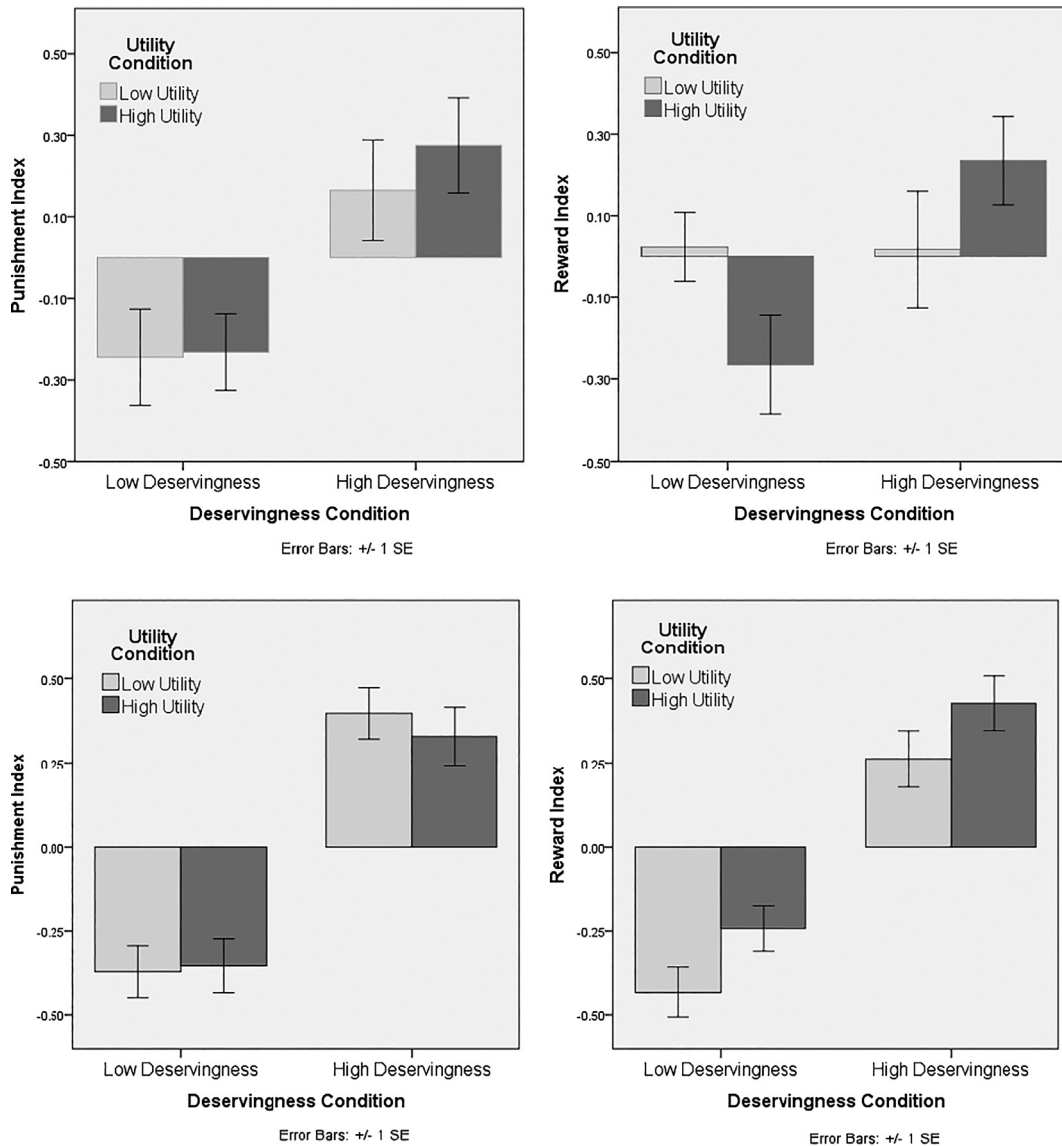 Utility
Condition
Low Utility
High Utility
Punishment Index
0.50
0.30
0.10
-0.10
-0.30
-0.50
Low Deservingness
High Deservingness
Deservingness Condition
Error Bars: +/- 1 SE
Utility
Condition
Low Utility
High Utility
Reward Index
0.50
0.30
0.10
-0.10
-0.30
-0.50
Low Deservingness
High Deservingness
Deservingness Condition
Error Bars: +/- 1 SE
Utility
Condition
Low Utility
High Utility
Punishment Index
0.50
0.25
0.00
-0.25
-0.50
Low Deservingness
High Deservingness
Deservingness Condition
Error Bars: +/- 1 SE
Utility
Condition
Low Utility
High Utility
Reward Index
0.50
0.25
0.00
-0.25
-0.50
Low Deservingness
High Deservingness
Deservingness Condition
Error Bars: +/- 1 SE